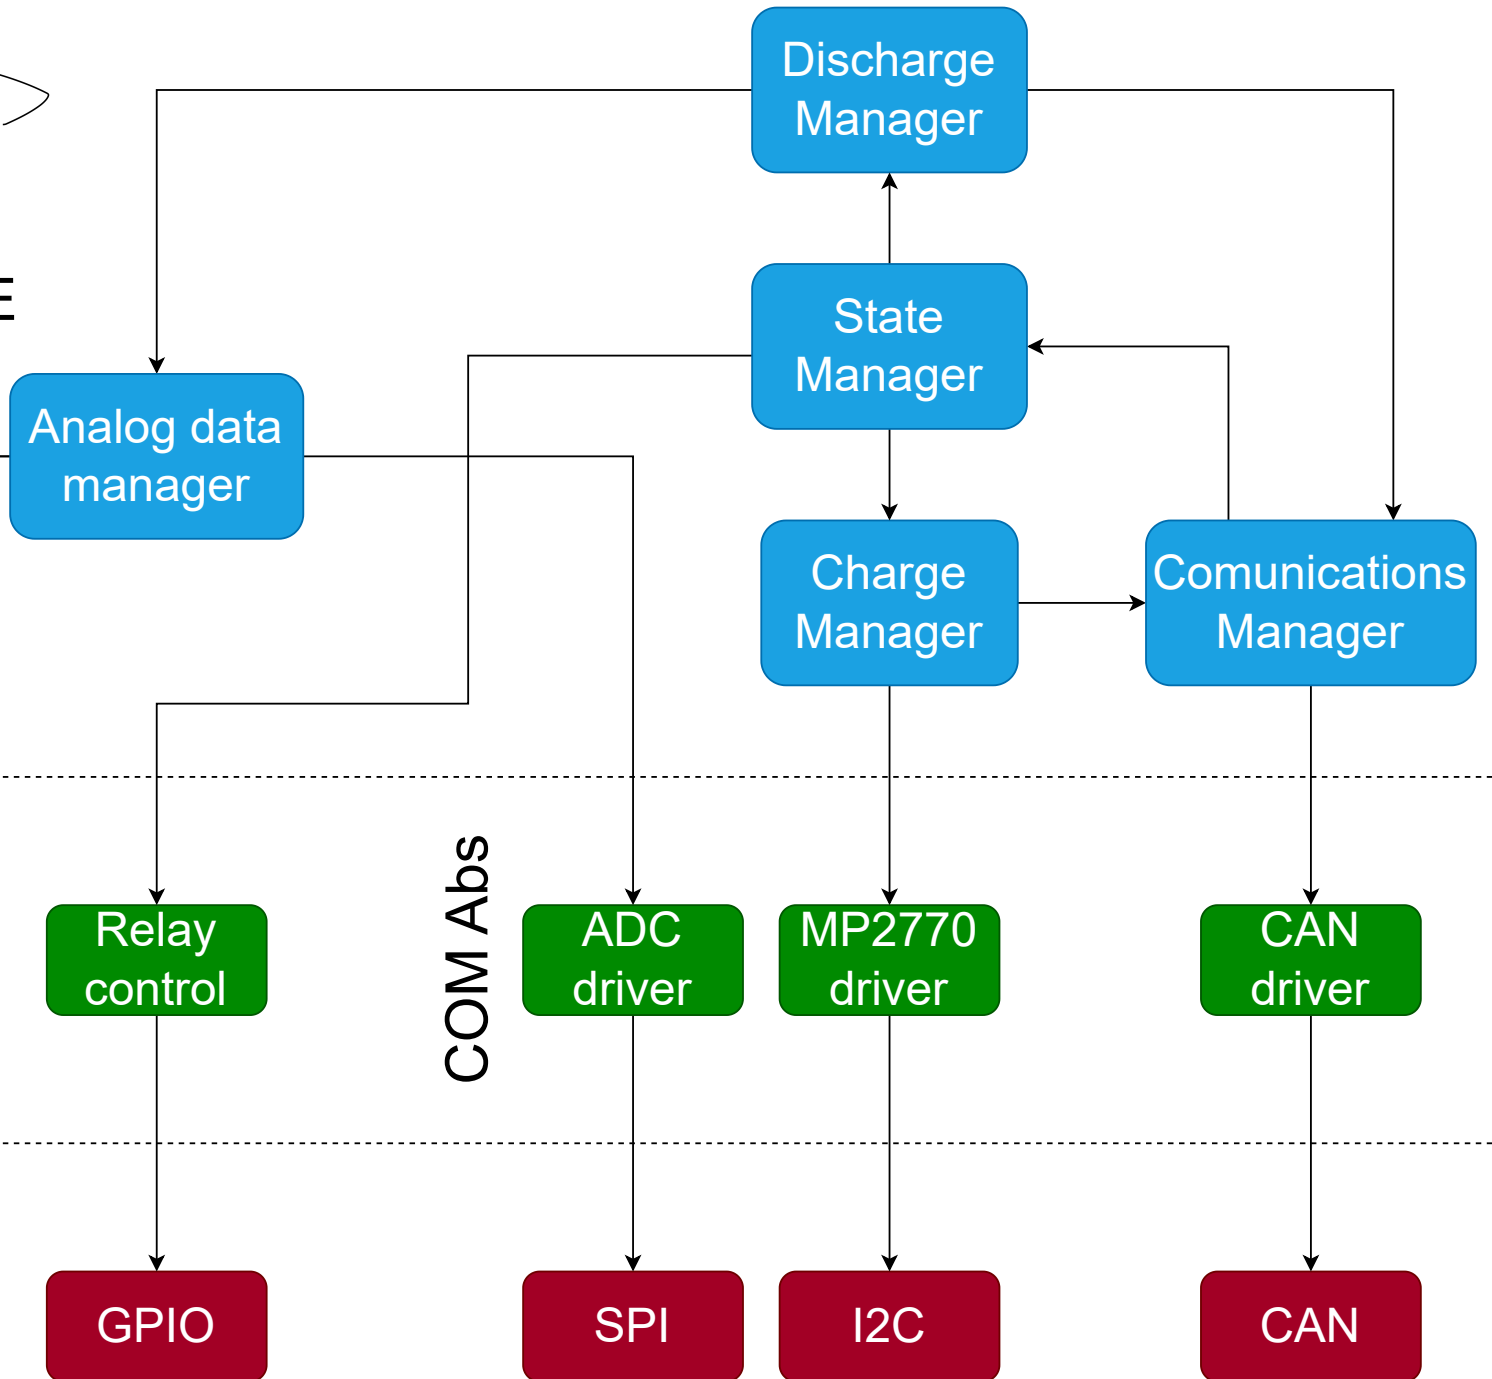 Discharge
Manager
State
Manager
Analog data
manager
Charge
Manager
Comunications
Manager
COM Abs
Relay
control
ADC
driver
MP2770
driver
CAN
driver
GPIO
SPI
I2C
CAN